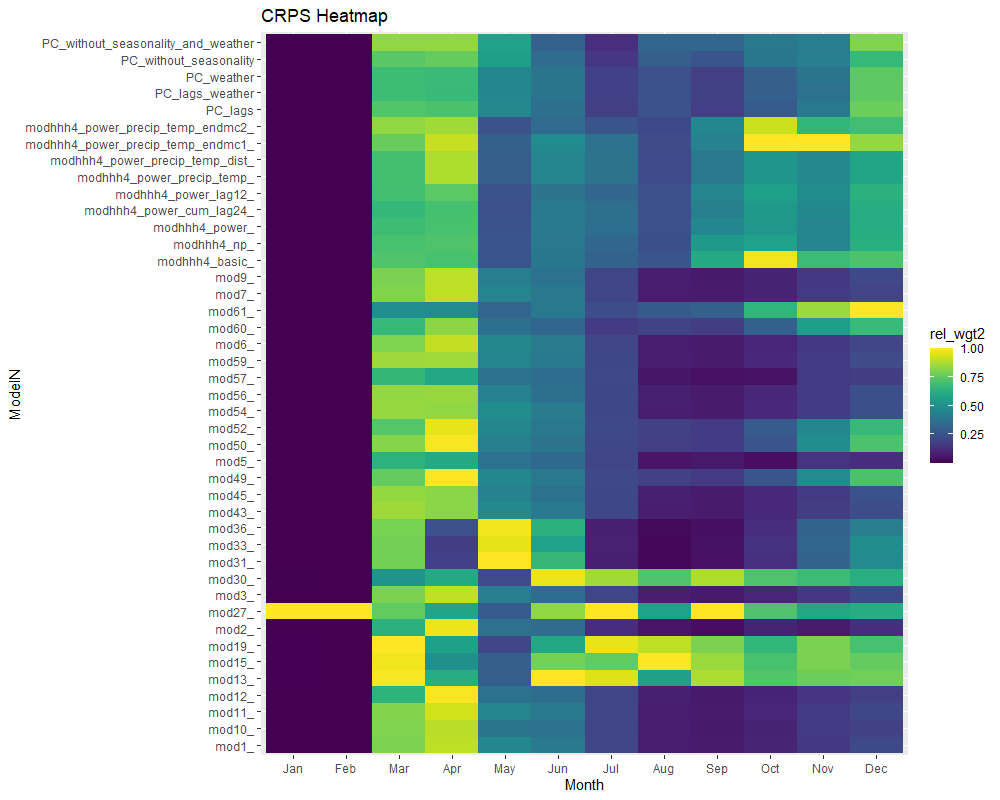 CRPS Heatmap
PC_without_seasonality_and_weather
PC_without_seasonality
PC_weather
PC_lags_weather
PC_lags
modhhh4_power_precip_temp_endmc2_
modhhh4_power_precip_temp_endmc1_
modhhh4_power_precip_temp_dist_
modhhh4_power_precip_temp_
modhhh4_power_lag12_
modhhh4_power_cum_lag24_
modhhh4_power_
modhhh4_np_
modhhh4_basic_
mod9_
mod7_
mod61_
mod60_
mod6_
mod59_
mod57_
mod56_
mod54_
mod52_
mod50_
mod5_
mod49_
mod45_
mod43_
mod36_
mod33_
mod31_
mod30_
mod3_
mod27_
mod2_
mod19_
mod15_
mod13_
mod12_
mod11_
mod10_
mod1_
ModelN
Jan Feb Mar Apr May Jun Jul Aug Sep Oct Nov Dec
Month
rel_wgt2
1.00
0.75
0.50
0.25